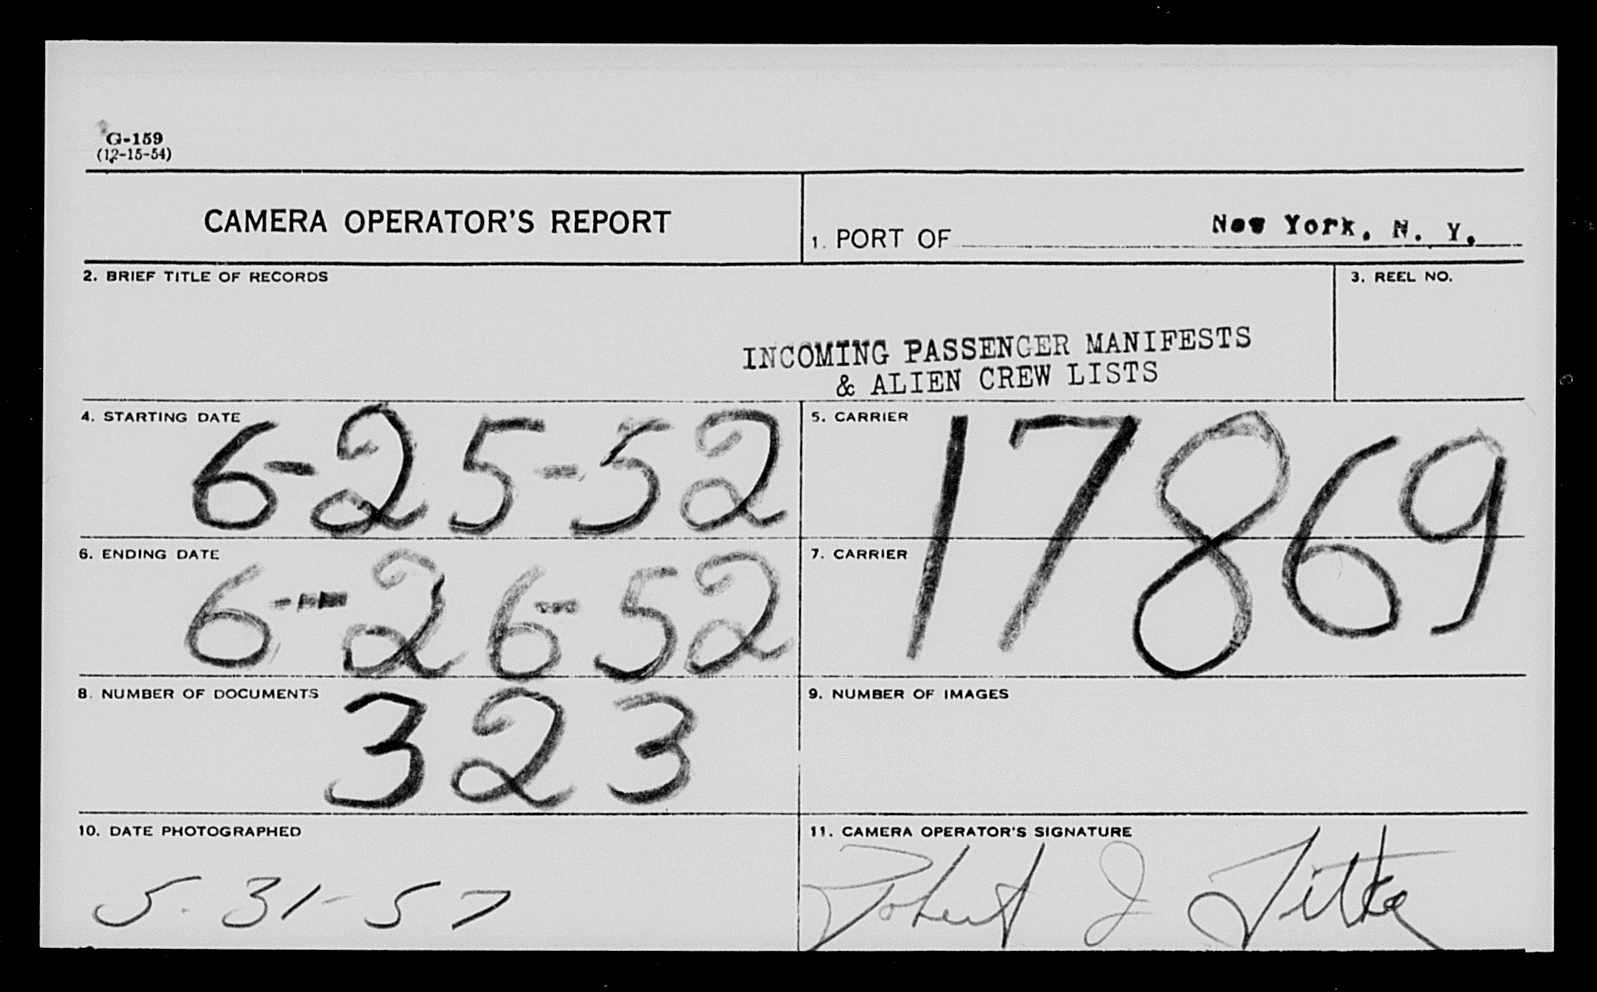 G-159
(12-15-54)
CAMERA OPERATOR'S REPORT
1. PORT OF New York, N. Y.
2. BRIEF TITLE OF RECORDS
3. REEL NO.
INCOMING PASSENGER MANIFESTS
& ALIEN CREW LISTS
4. STARTING DATE
6-25-52
5. CARRIER
17869
6. ENDING DATE
6-26-52
7. CARRIER
8. NUMBER OF DOCUMENTS
323
9. NUMBER OF IMAGES
10. DATE PHOTOGRAPHED
5-31-57
11. CAMERA OPERATOR'S SIGNATURE
Robert J